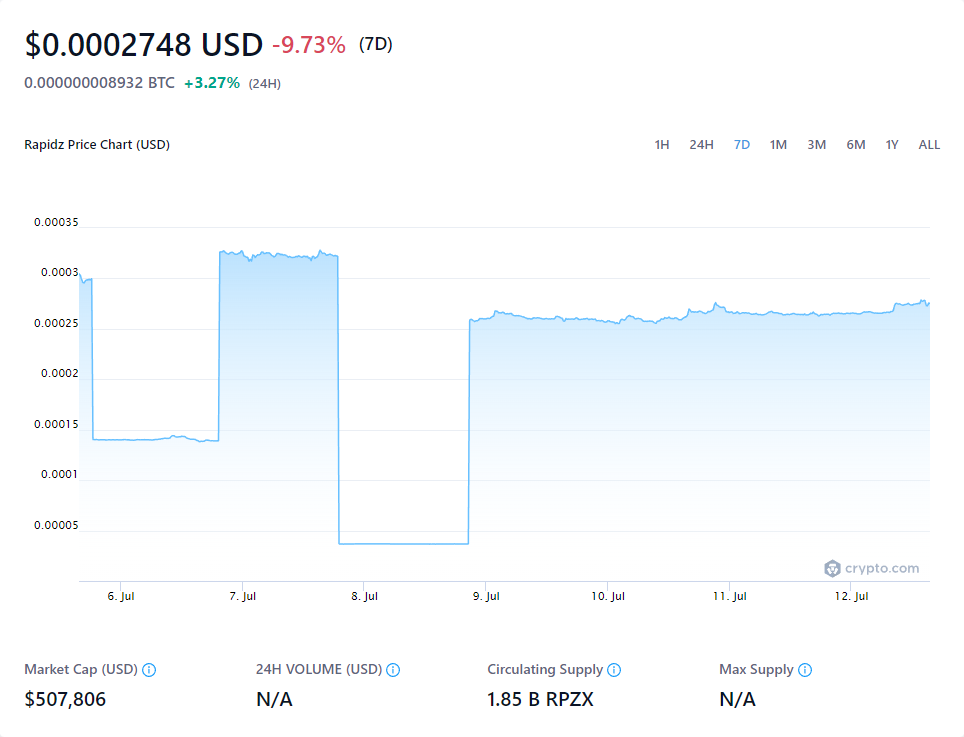 $0.0002748 USD -9.73% (7D)
0.000000008932 BTC +3.27% (24H)
Rapidz Price Chart (USD)
1H 24H 7D 1M 3M 6M 1Y ALL
0.00035
0.0003
0.00025
0.0002
0.00015
0.0001
0.00005
crypto.com
6. Jul 7. Jul 8. Jul 9. Jul 10. Jul 11. Jul 12. Jul
Market Cap (USD) 24H VOLUME (USD) Circulating Supply Max Supply
$507,806 N/A 1.85 B RPZX N/A